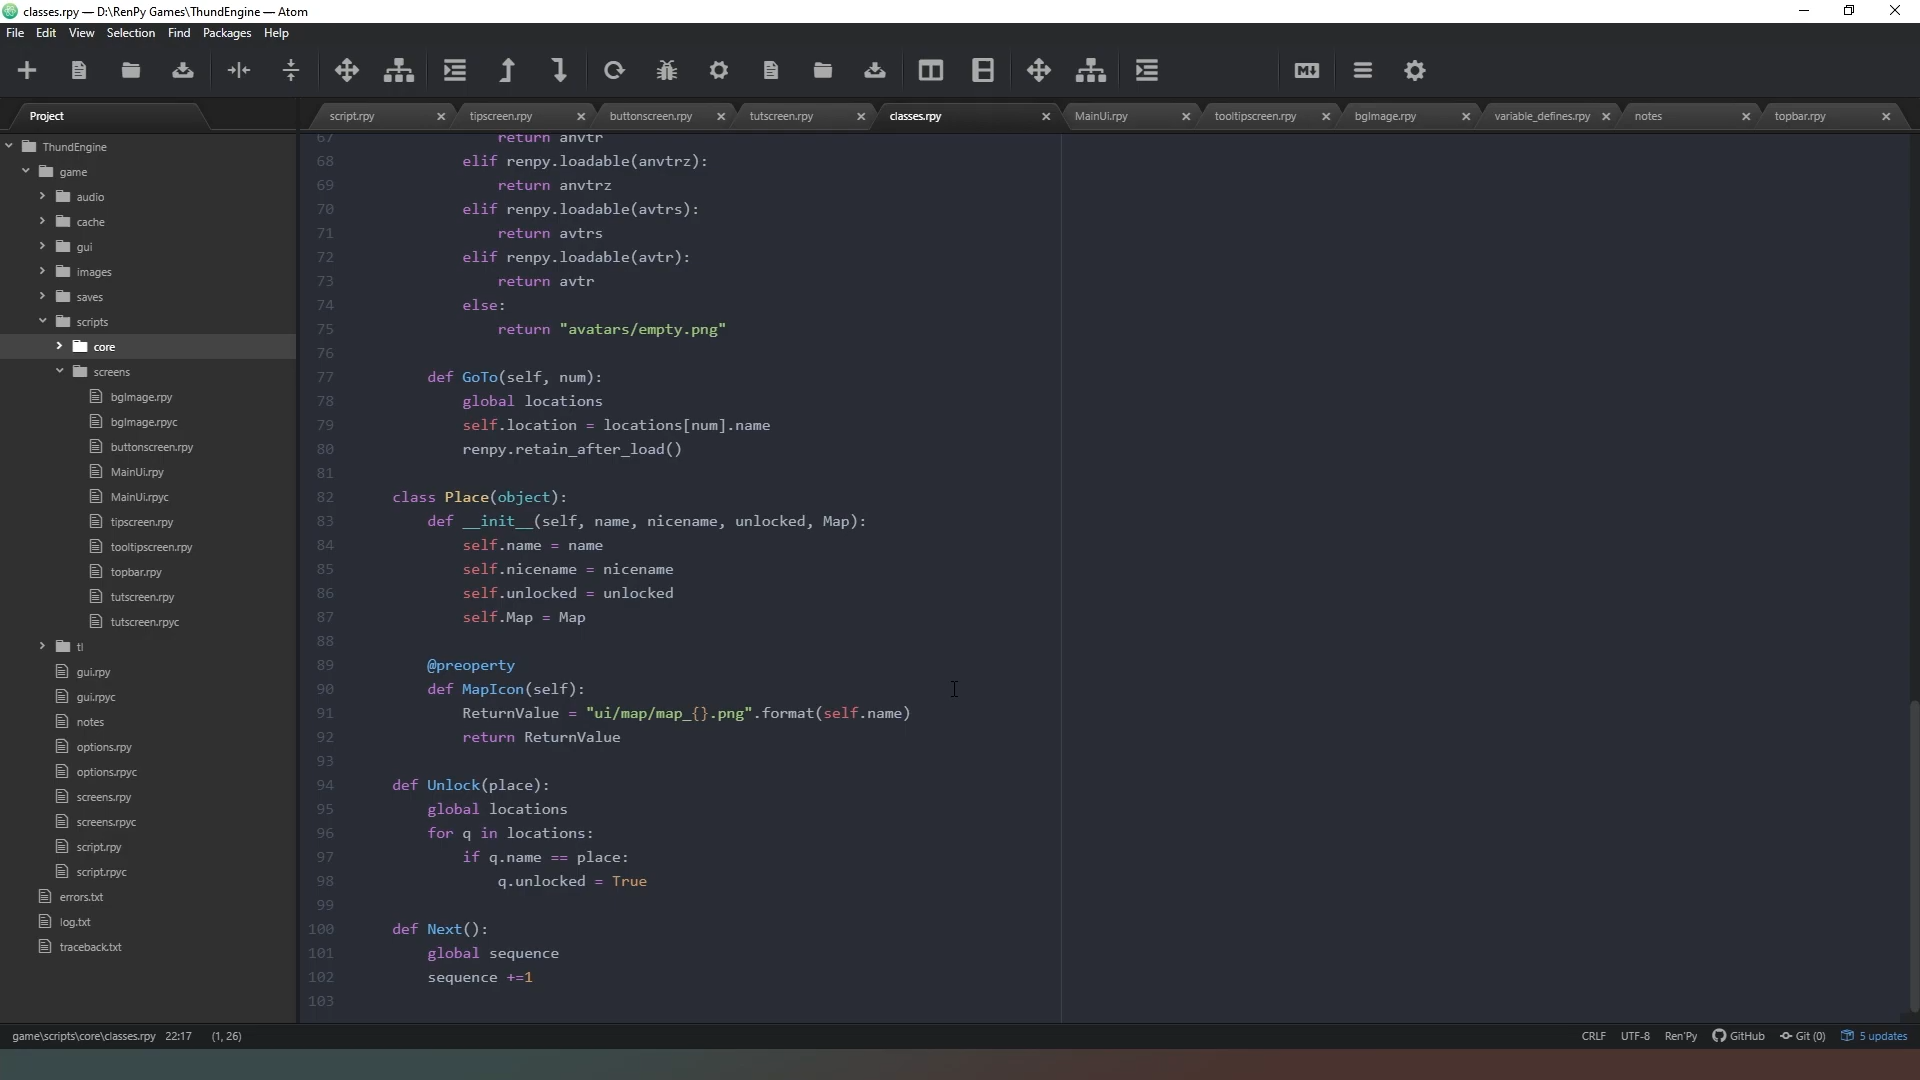 classes.rpy — D:\RenPy Games\ThundEngine — Atom
File Edit View Selection Find Packages Help
Project
script.rpy tipscreen.rpy buttonscreen.rpy tutscreen.rpy classes.rpy MainUi.rpy tooltipscreen.rpy bgImage.rpy variable_defines.rpy notes topbar.rpy
ThundEngine
game
audio
cache
gui
images
saves
scripts
core
screens
bgImage.rpy
bgImage.rpyc
buttonscreen.rpy
MainUi.rpy
MainUi.rpyc
tipscreen.rpy
tooltipscreen.rpy
topbar.rpy
tutscreen.rpy
tutscreen.rpyc
tl
gui.rpy
gui.rpyc
notes
options.rpy
options.rpyc
screens.rpy
screens.rpyc
script.rpy
script.rpyc
errors.txt
log.txt
traceback.txt
67 return anvtr
68 elif renpy.loadable(anvtrz):
69 return anvtrz
70 elif renpy.loadable(avtrs):
71 return avtrs
72 elif renpy.loadable(avtr):
73 return avtr
74 else:
75 return "avatars/empty.png"
76
77 def GoTo(self, num):
78 global locations
79 self.location = locations[num].name
80 renpy.retain_after_load()
81
82 class Place(object):
83 def __init__(self, name, nicename, unlocked, Map):
84 self.name = name
85 self.nicename = nicename
86 self.unlocked = unlocked
87 self.Map = Map
88
89 @preoperty
90 def MapIcon(self):
91 ReturnValue = "ui/map/map_{}.png".format(self.name)
92 return ReturnValue
93
94 def Unlock(place):
95 global locations
96 for q in locations:
97 if q.name == place:
98 q.unlocked = True
99
100 def Next():
101 global sequence
102 sequence +=1
103
game\scripts\core\classes.rpy 22:17 (1, 26) CRLF UTF-8 Ren'Py GitHub Git (0) 5 updates